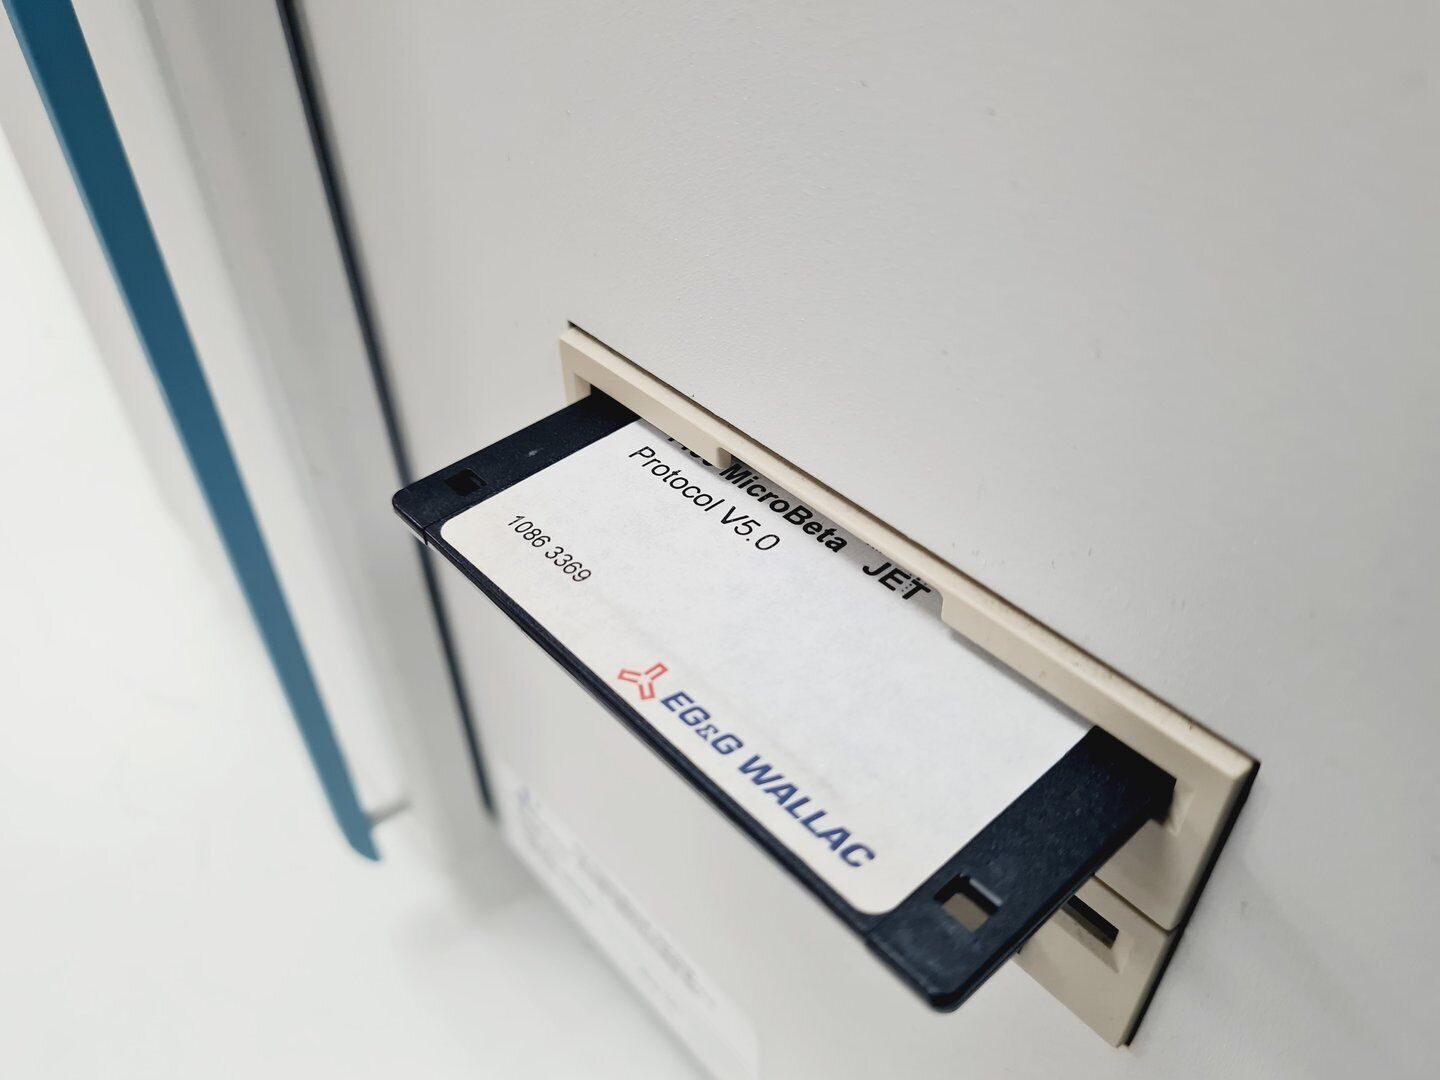 MicroBeta JET
Protocol V5.0
1086 3369
EG&G WALLAC